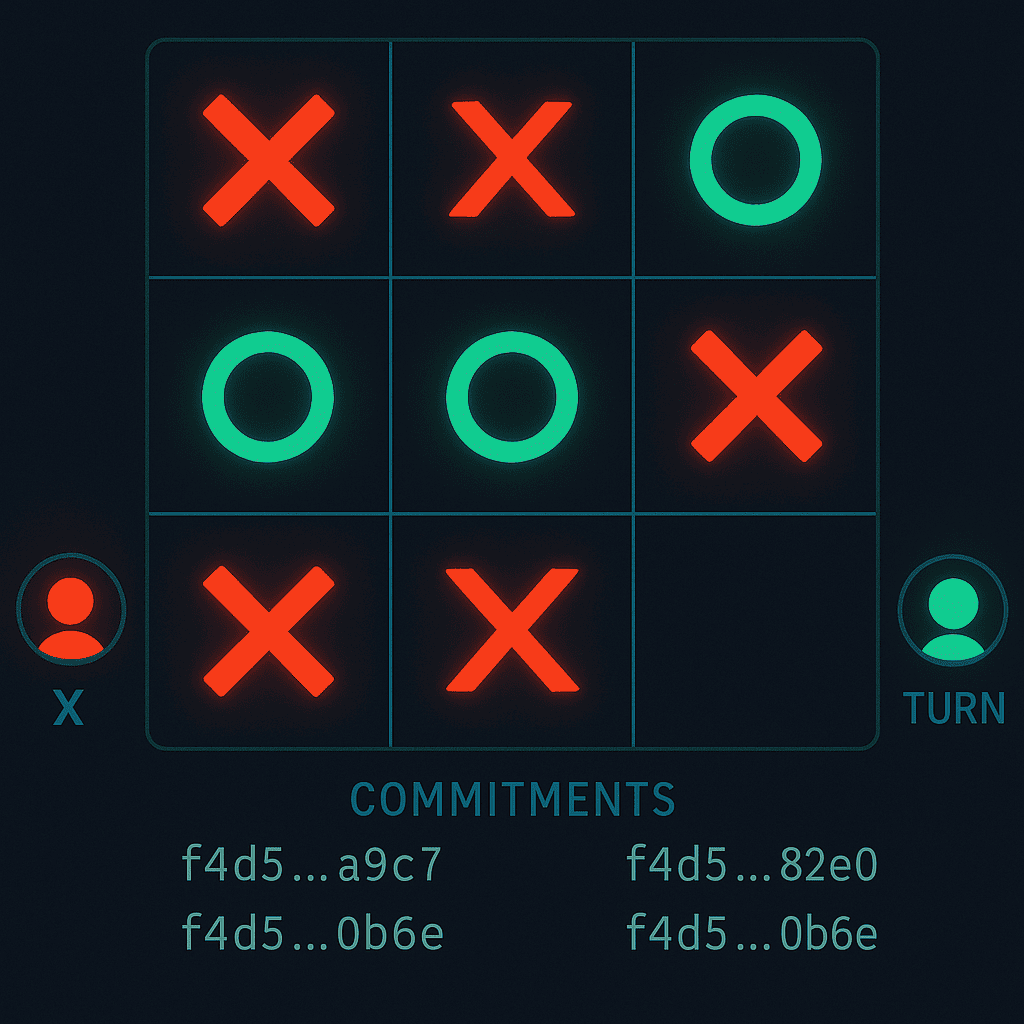 X X O
O O X
X X
X TURN
COMMITMENTS
f4d5...a9c7 f4d5...82e0
f4d5...0b6e f4d5...0b6e